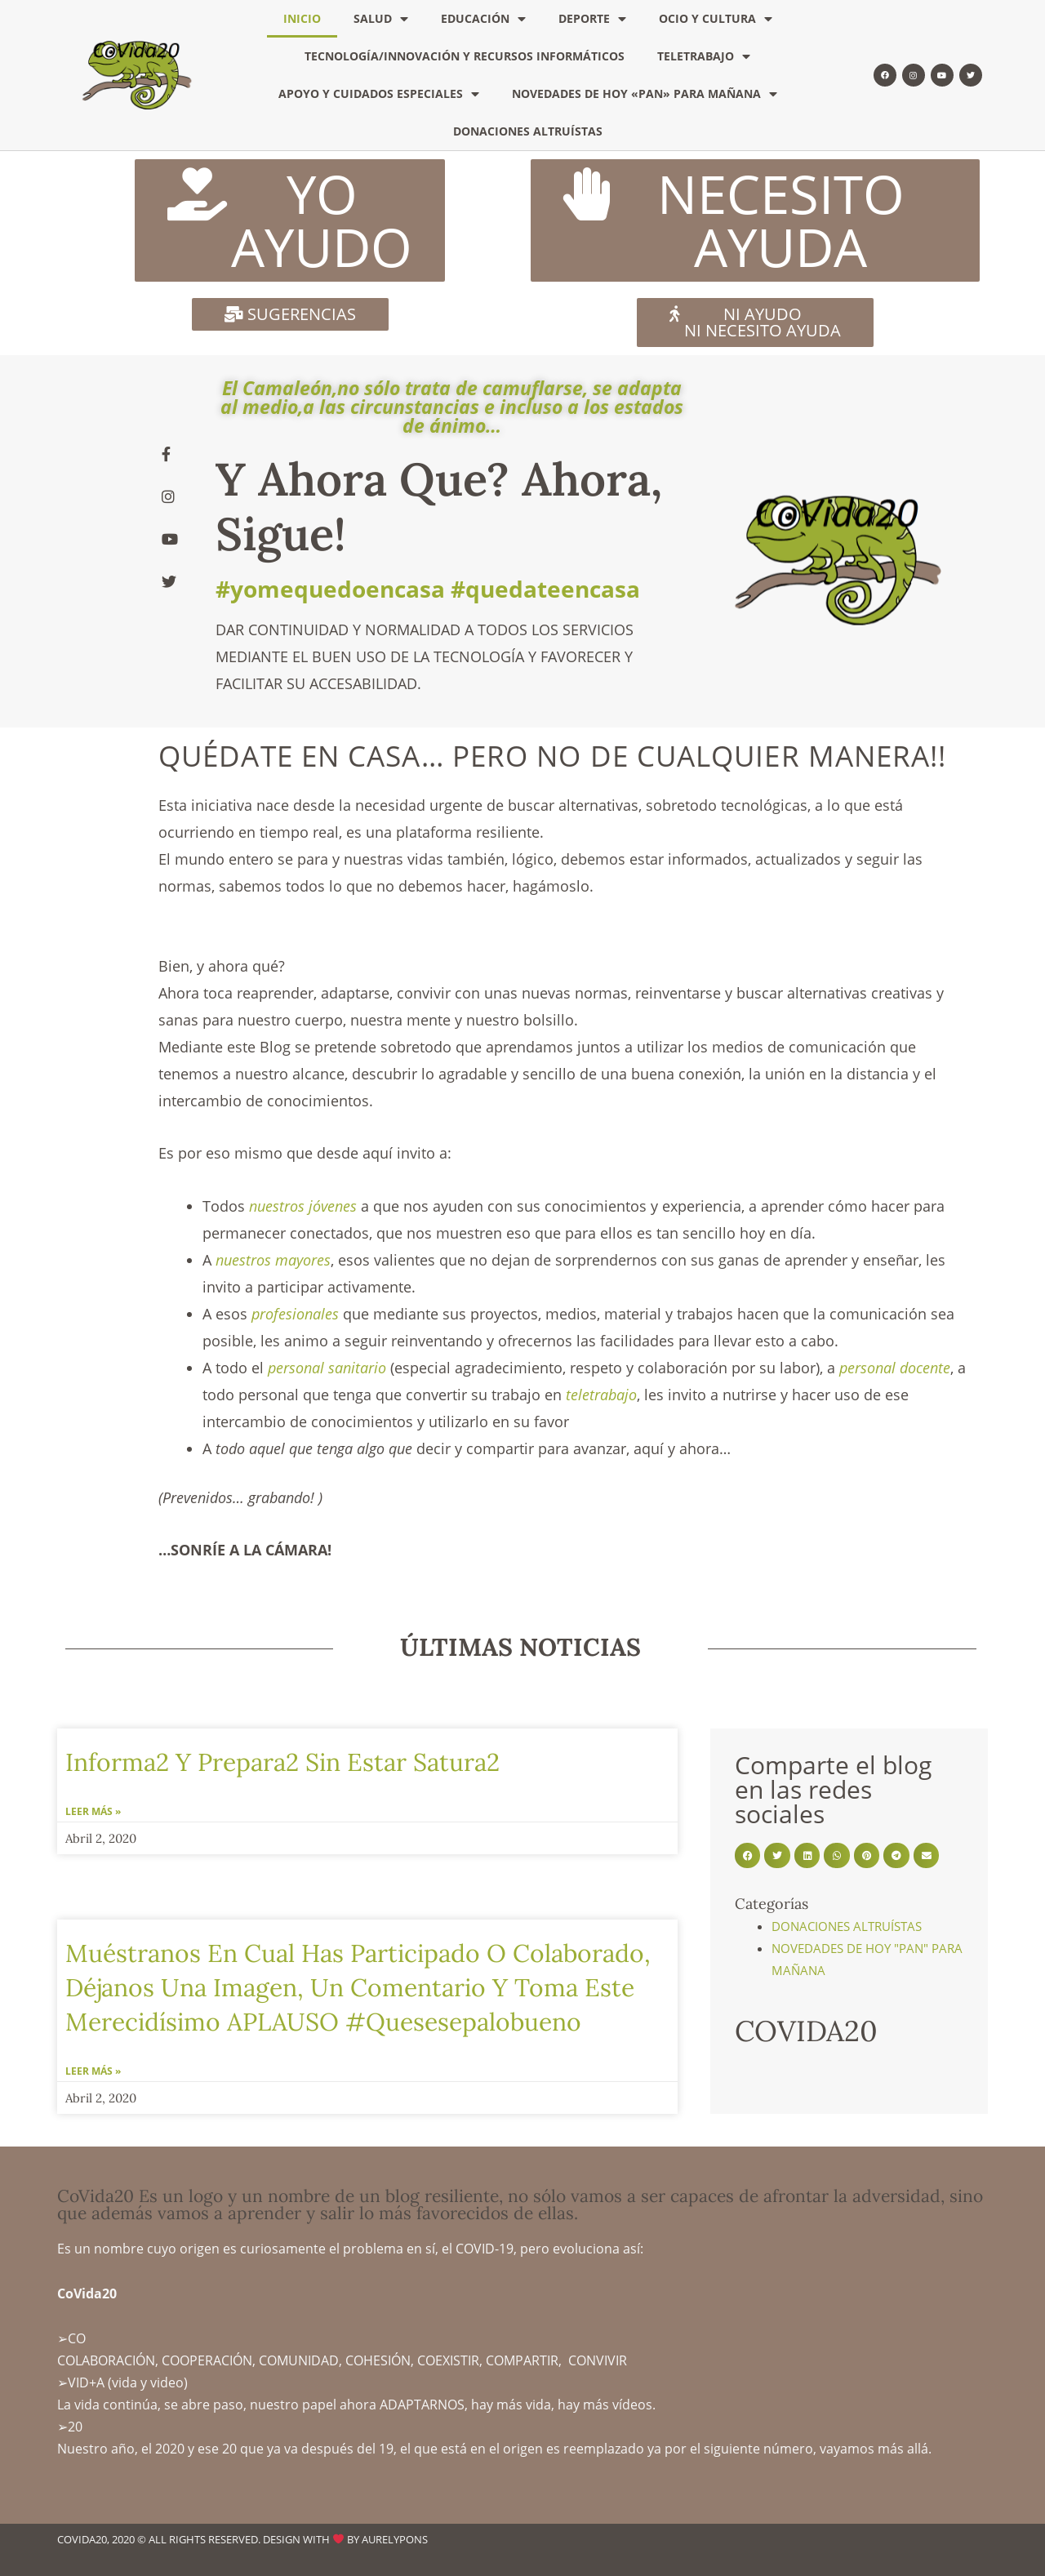 CoVida20
INICIO
SALUD
EDUCACIÓN
DEPORTE
OCIO Y CULTURA
TECNOLOGÍA/INNOVACIÓN Y RECURSOS INFORMÁTICOS
TELETRABAJO
APOYO Y CUIDADOS ESPECIALES
NOVEDADES DE HOY «PAN» PARA MAÑANA
DONACIONES ALTRUÍSTAS
YO
AYUDO
NECESITO
AYUDA
SUGERENCIAS
NI AYUDO
NI NECESITO AYUDA
El Camaleón,no sólo trata de camuflarse, se adapta
al medio,a las circunstancias e incluso a los estados
de ánimo...
Y Ahora Que? Ahora,
Sigue!
#yomequedoencasa #quedateencasa
DAR CONTINUIDAD Y NORMALIDAD A TODOS LOS SERVICIOS
MEDIANTE EL BUEN USO DE LA TECNOLOGÍA Y FAVORECER Y
FACILITAR SU ACCESABILIDAD.
CoVida20
QUÉDATE EN CASA… PERO NO DE CUALQUIER MANERA!!
Esta iniciativa nace desde la necesidad urgente de buscar alternativas, sobretodo tecnológicas, a lo que está
ocurriendo en tiempo real, es una plataforma resiliente.
El mundo entero se para y nuestras vidas también, lógico, debemos estar informados, actualizados y seguir las
normas, sabemos todos lo que no debemos hacer, hagámoslo.
Bien, y ahora qué?
Ahora toca reaprender, adaptarse, convivir con unas nuevas normas, reinventarse y buscar alternativas creativas y
sanas para nuestro cuerpo, nuestra mente y nuestro bolsillo.
Mediante este Blog se pretende sobretodo que aprendamos juntos a utilizar los medios de comunicación que
tenemos a nuestro alcance, descubrir lo agradable y sencillo de una buena conexión, la unión en la distancia y el
intercambio de conocimientos.
Es por eso mismo que desde aquí invito a:
• Todos nuestros jóvenes a que nos ayuden con sus conocimientos y experiencia, a aprender cómo hacer para
permanecer conectados, que nos muestren eso que para ellos es tan sencillo hoy en día.
• A nuestros mayores, esos valientes que no dejan de sorprendernos con sus ganas de aprender y enseñar, les
invito a participar activamente.
• A esos profesionales que mediante sus proyectos, medios, material y trabajos hacen que la comunicación sea
posible, les animo a seguir reinventando y ofrecernos las facilidades para llevar esto a cabo.
• A todo el personal sanitario (especial agradecimiento, respeto y colaboración por su labor), a personal docente, a
todo personal que tenga que convertir su trabajo en teletrabajo, les invito a nutrirse y hacer uso de ese
intercambio de conocimientos y utilizarlo en su favor
• A todo aquel que tenga algo que decir y compartir para avanzar, aquí y ahora…
(Prevenidos… grabando! )
…SONRÍE A LA CÁMARA!
ÚLTIMAS NOTICIAS
Informa2 Y Prepara2 Sin Estar Satura2
LEER MÁS »
Abril 2, 2020
Muéstranos En Cual Has Participado O Colaborado,
Déjanos Una Imagen, Un Comentario Y Toma Este
Merecidísimo APLAUSO #Quesesepalobueno
LEER MÁS »
Abril 2, 2020
Comparte el blog
en las redes
sociales
Categorías
• DONACIONES ALTRUÍSTAS
• NOVEDADES DE HOY "PAN" PARA
MAÑANA
COVIDA20
CoVida20 Es un logo y un nombre de un blog resiliente, no sólo vamos a ser capaces de afrontar la adversidad, sino
que además vamos a aprender y salir lo más favorecidos de ellas.
Es un nombre cuyo origen es curiosamente el problema en sí, el COVID-19, pero evoluciona así:
CoVida20
➢CO
COLABORACIÓN, COOPERACIÓN, COMUNIDAD, COHESIÓN, COEXISTIR, COMPARTIR, CONVIVIR
➢VID+A (vida y video)
La vida continúa, se abre paso, nuestro papel ahora ADAPTARNOS, hay más vida, hay más vídeos.
➢20
Nuestro año, el 2020 y ese 20 que ya va después del 19, el que está en el origen es reemplazado ya por el siguiente número, vayamos más allá.
COVIDA20, 2020 © ALL RIGHTS RESERVED. DESIGN WITH ❤ BY AURELYPONS